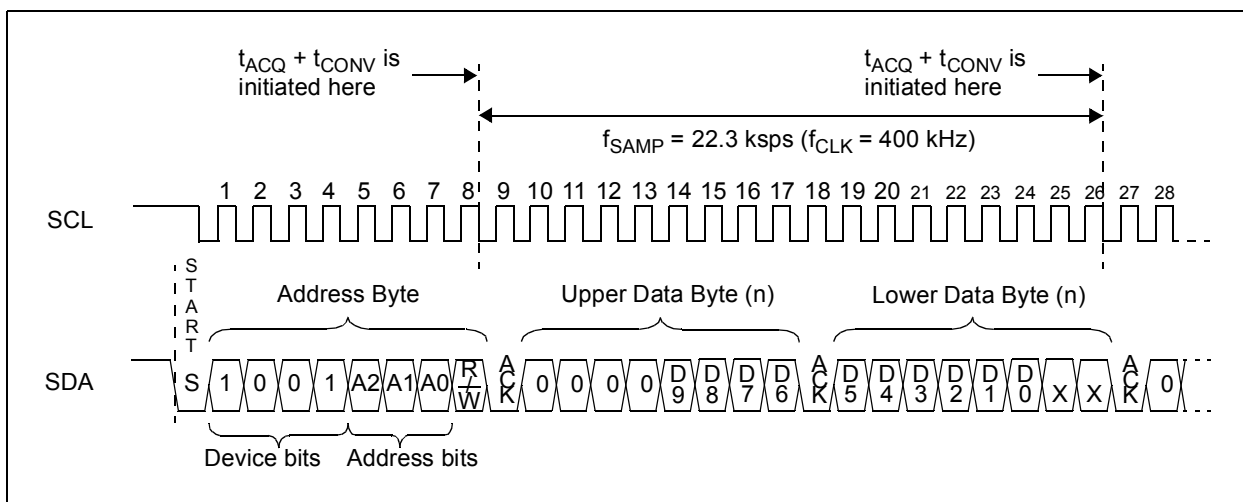 tACQ + tCONV is
initiated here
tACQ + tCONV is
initiated here
fSAMP = 22.3 ksps (fCLK = 400 kHz)
1 2 3 4 5 6 7 8 9 10 11 12 13 14 15 16 17 18 19 20 21 22 23 24 25 26 27 28
SCL
START
Address Byte
Upper Data Byte (n)
Lower Data Byte (n)
SDA
S 1 0 0 1 A2 A1 A0 R/W ACK 0 0 0 0 D9 D8 D7 D6 ACK D5 D4 D3 D2 D1 D0 X X ACK 0
Device bits
Address bits